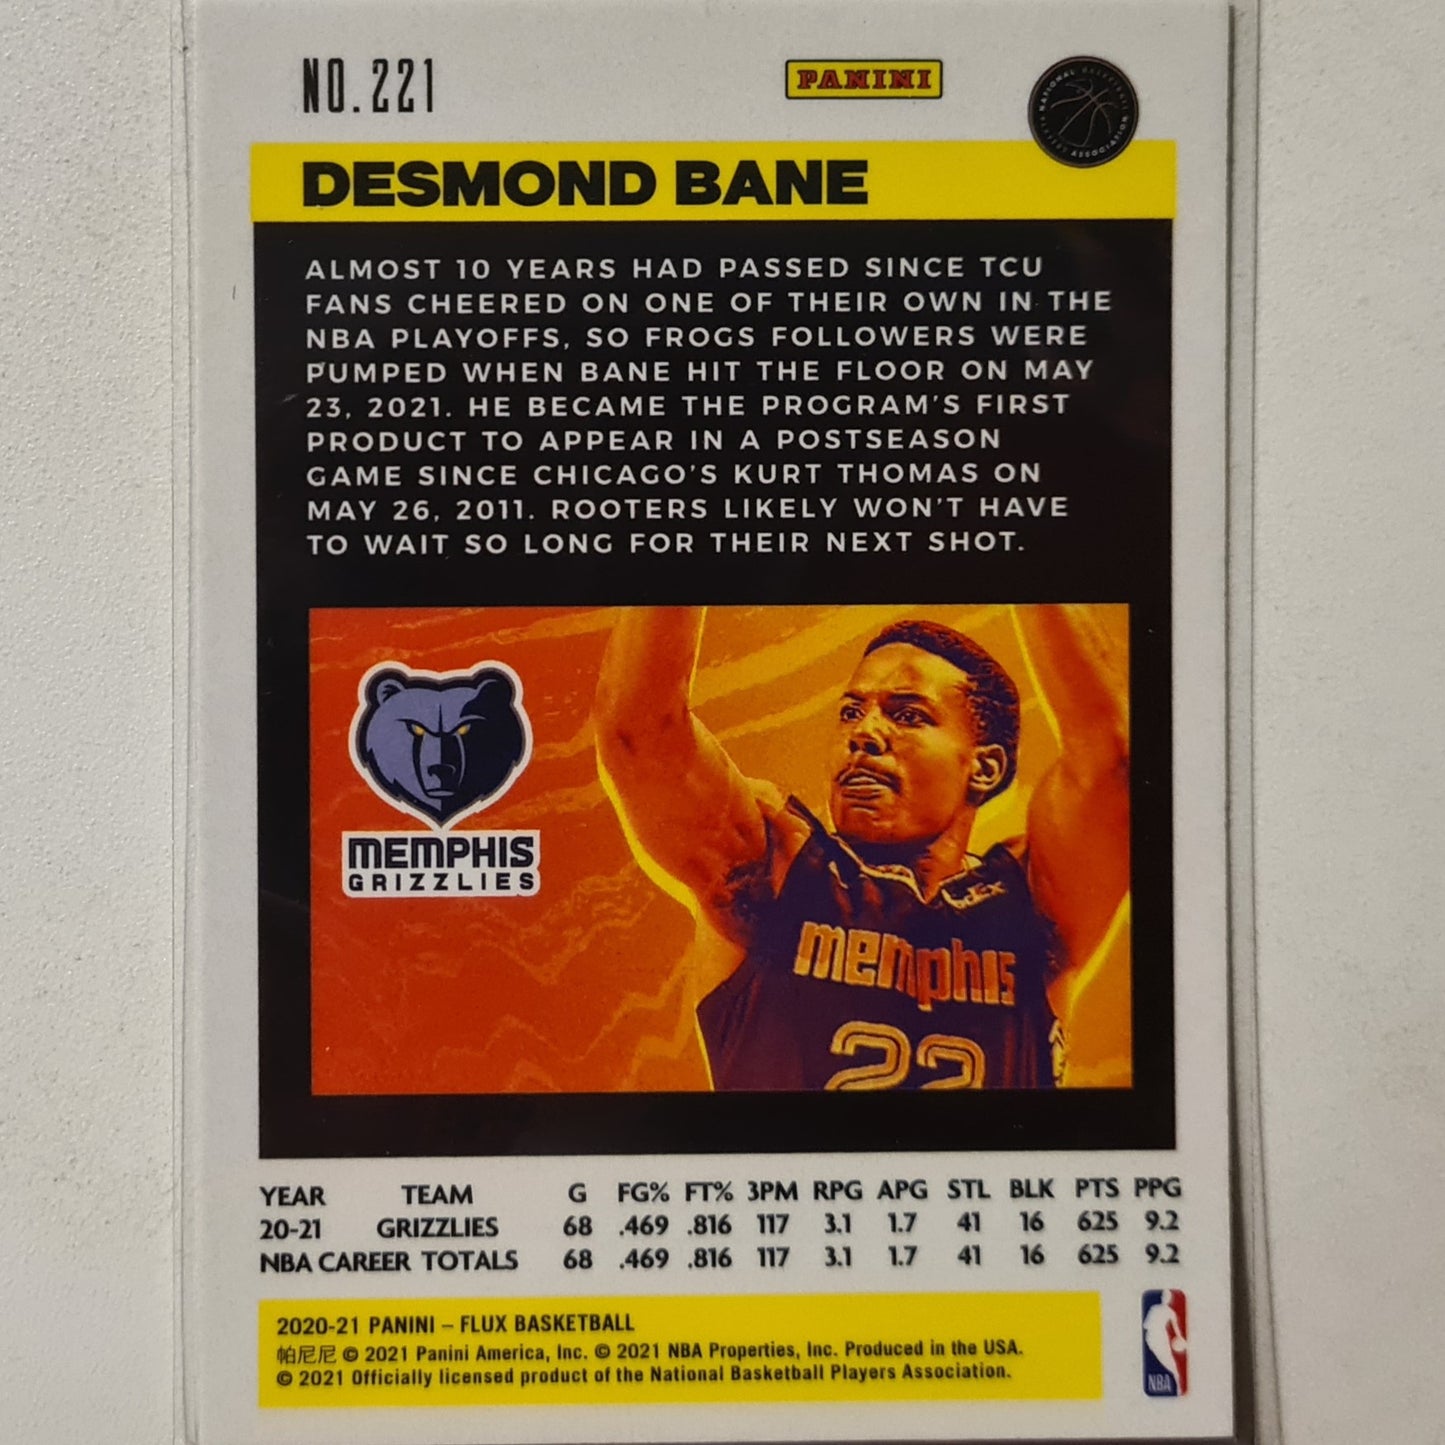 NO.221
PANINI
NATIONAL BASKETBALL PLAYERS ASSOCIATION
DESMOND BANE
ALMOST 10 YEARS HAD PASSED SINCE TCU
FANS CHEERED ON ONE OF THEIR OWN IN THE
NBA PLAYOFFS, SO FROGS FOLLOWERS WERE
PUMPED WHEN BANE HIT THE FLOOR ON MAY
23, 2021. HE BECAME THE PROGRAM'S FIRST
PRODUCT TO APPEAR IN A POSTSEASON
GAME SINCE CHICAGO'S KURT THOMAS ON
MAY 26, 2011. ROOTERS LIKELY WON'T HAVE
TO WAIT SO LONG FOR THEIR NEXT SHOT.
MEMPHIS
GRIZZLIES
FedEx
MEMPHIS
22
YEAR TEAM G FG% FT% 3PM RPG APG STL BLK PTS PPG
20-21 GRIZZLIES 68 .469 .816 117 3.1 1.7 41 16 625 9.2
NBA CAREER TOTALS 68 .469 .816 117 3.1 1.7 41 16 625 9.2
2020-21 PANINI – FLUX BASKETBALL
帕尼尼 © 2021 Panini America, Inc. © 2021 NBA Properties, Inc. Produced in the USA.
© 2021 Officially licensed product of the National Basketball Players Association.
NBA